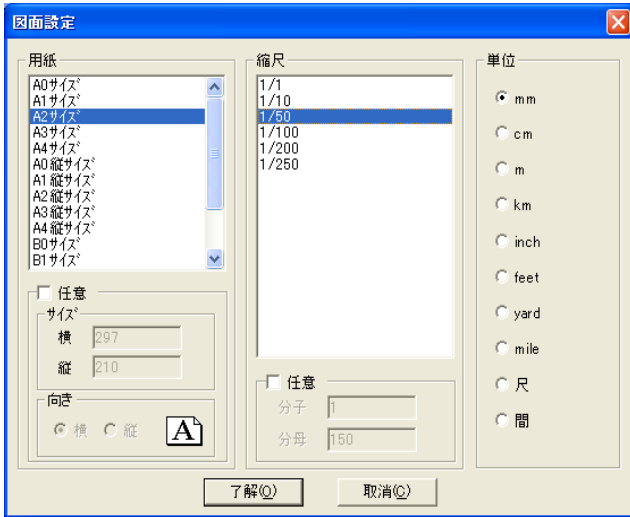 図面設定
用紙
A0サイズ
A1サイズ
A2サイズ
A3サイズ
A4サイズ
A0縦サイズ
A1縦サイズ
A2縦サイズ
A3縦サイズ
A4縦サイズ
B0サイズ
B1サイズ
任意
サイズ
横 297
縦 210
向き
横 縦 A
縮尺
1/1
1/10
1/50
1/100
1/200
1/250
任意
分子 1
分母 150
単位
mm
cm
m
km
inch
feet
yard
mile
尺
間
了解(O) 取消(C)